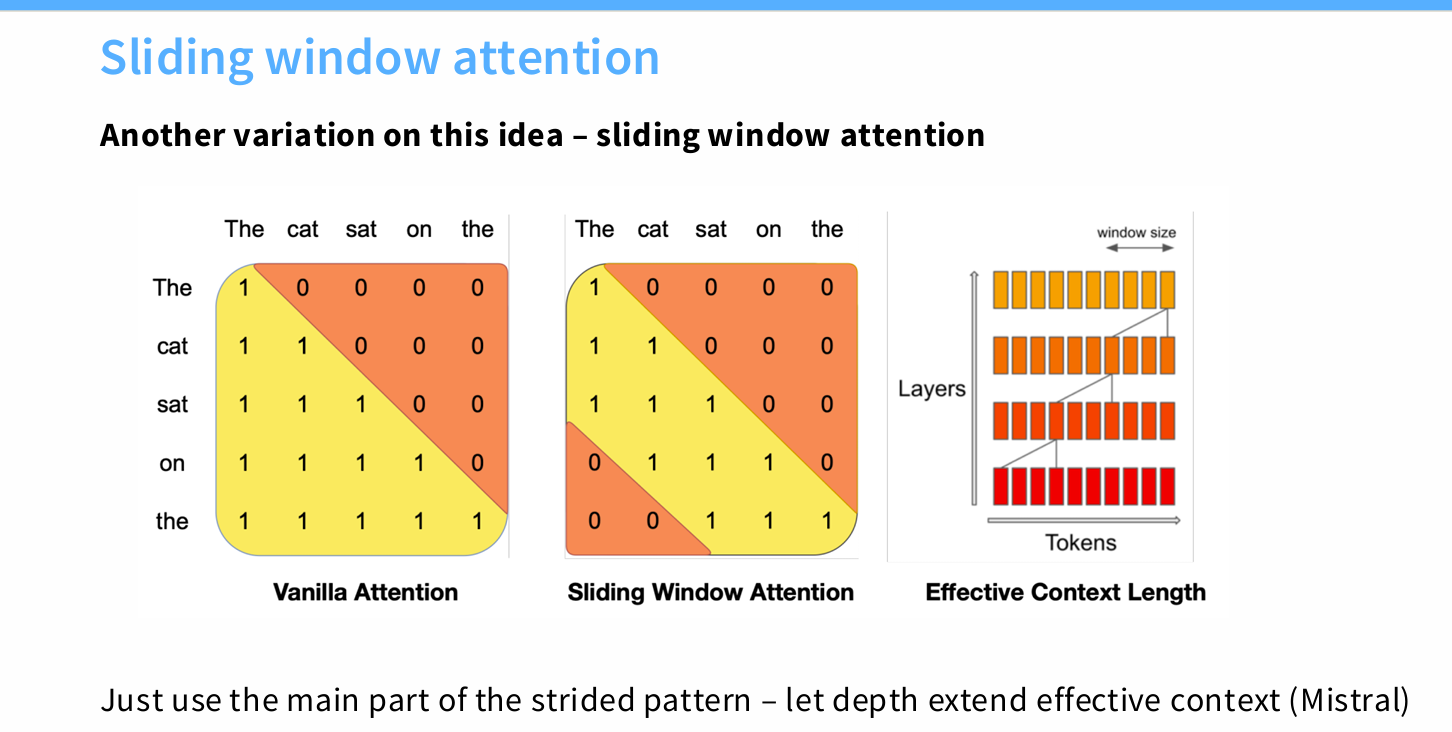 Sliding window attention
Another variation on this idea – sliding window attention
The cat sat on the
The 1 0 0 0 0
cat 1 1 0 0 0
sat 1 1 1 0 0
on 1 1 1 1 0
the 1 1 1 1 1
Vanilla Attention
The cat sat on the
1 0 0 0 0
1 1 0 0 0
1 1 1 0 0
0 1 1 1 0
0 0 1 1 1
Sliding Window Attention
window size
Layers
Tokens
Effective Context Length
Just use the main part of the strided pattern – let depth extend effective context (Mistral)